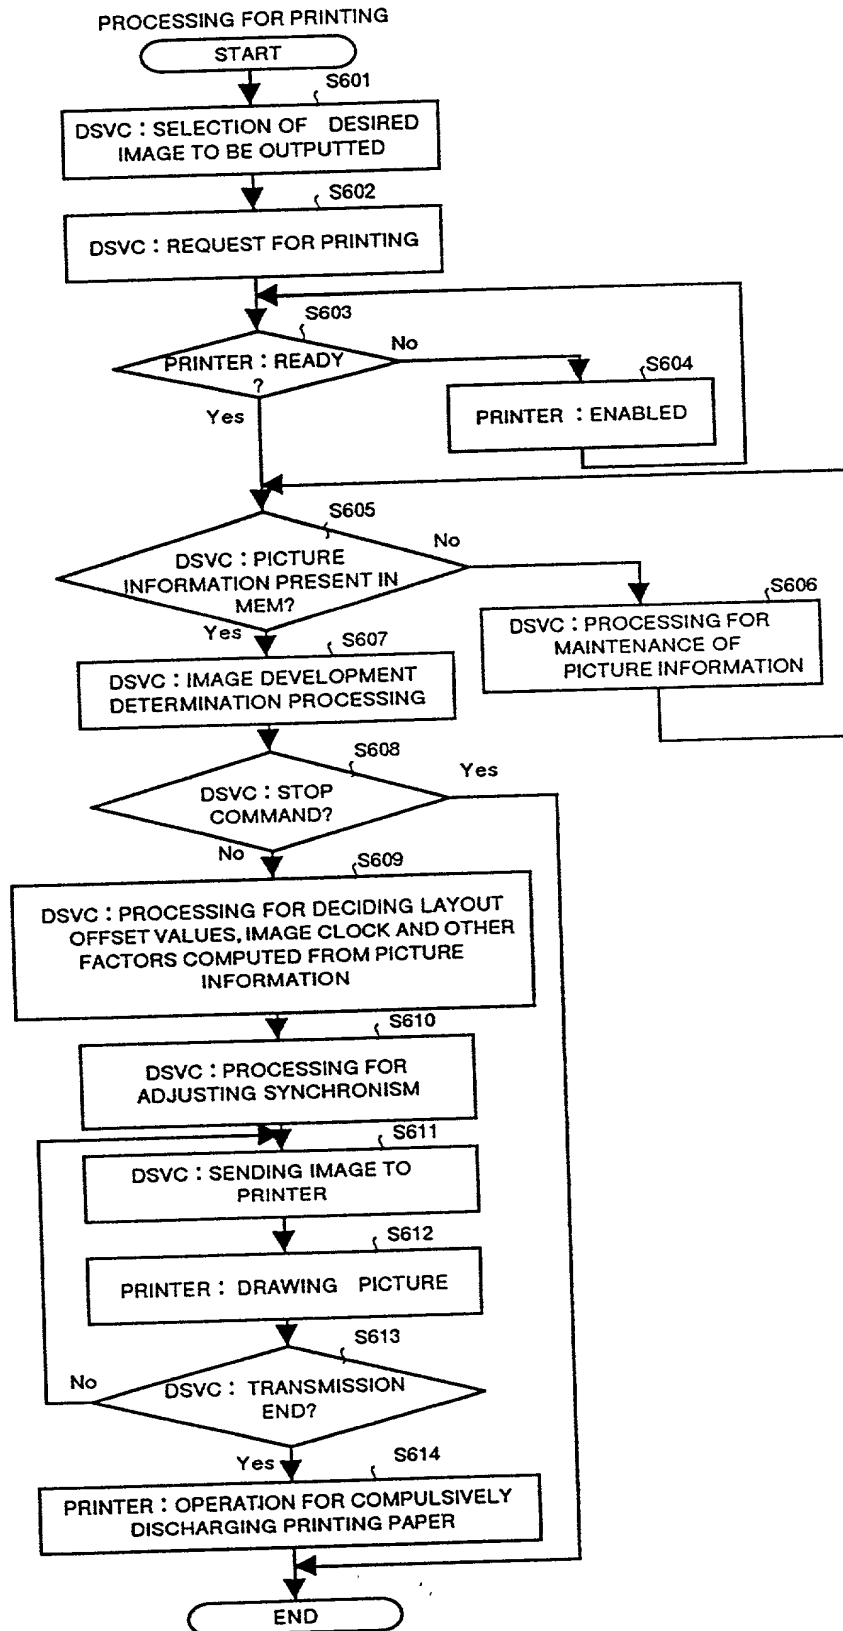 PROCESSING FOR PRINTING
START
S601
DSVC : SELECTION OF DESIRED
IMAGE TO BE OUTPUTTED
S602
DSVC : REQUEST FOR PRINTING
S603
PRINTER : READY
?
No
Yes
S604
PRINTER : ENABLED
S605
DSVC : PICTURE
INFORMATION PRESENT IN
MEM?
No
Yes
S606
DSVC : PROCESSING FOR
MAINTENANCE OF
PICTURE INFORMATION
S607
DSVC : IMAGE DEVELOPMENT
DETERMINATION PROCESSING
S608
DSVC : STOP
COMMAND?
Yes
No
S609
DSVC : PROCESSING FOR DECIDING LAYOUT
OFFSET VALUES, IMAGE CLOCK AND OTHER
FACTORS COMPUTED FROM PICTURE
INFORMATION
S610
DSVC : PROCESSING FOR
ADJUSTING SYNCHRONISM
S611
DSVC : SENDING IMAGE TO
PRINTER
S612
PRINTER : DRAWING PICTURE
S613
DSVC : TRANSMISSION
END?
No
Yes
S614
PRINTER : OPERATION FOR COMPULSIVELY
DISCHARGING PRINTING PAPER
END